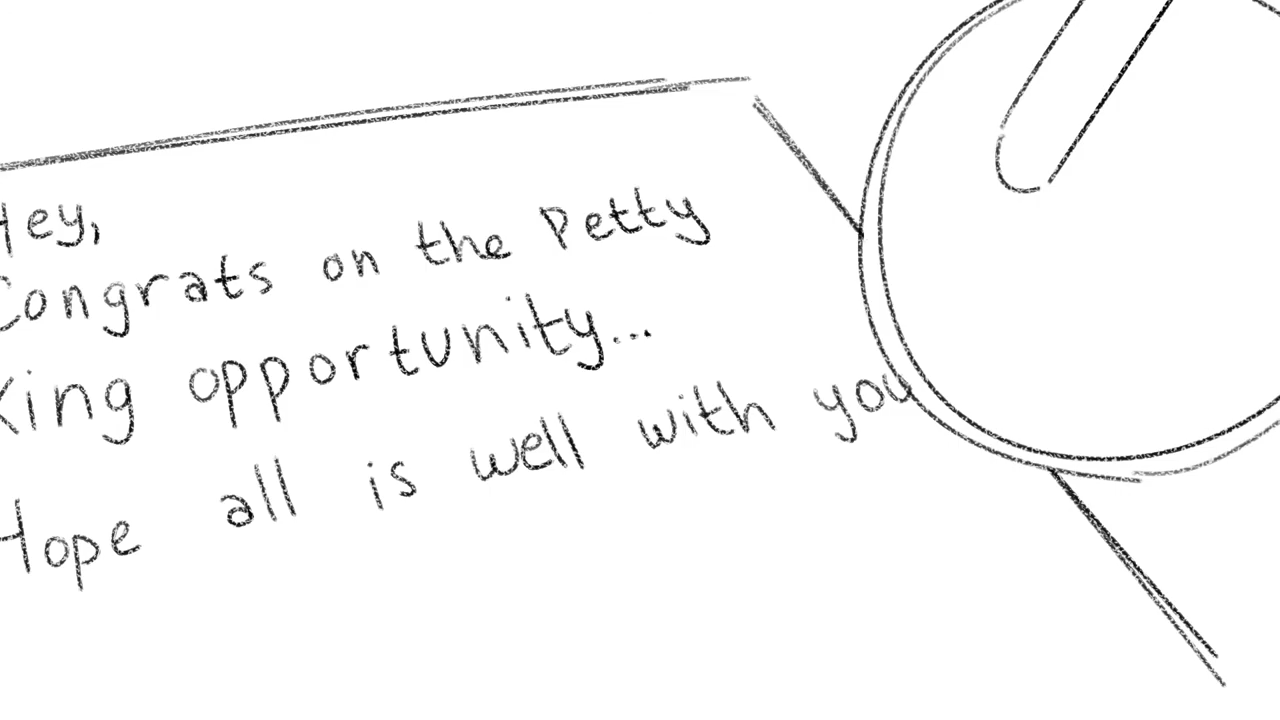 Hey,
Congrats on the Petty
King opportunity...
Hope all is well with you